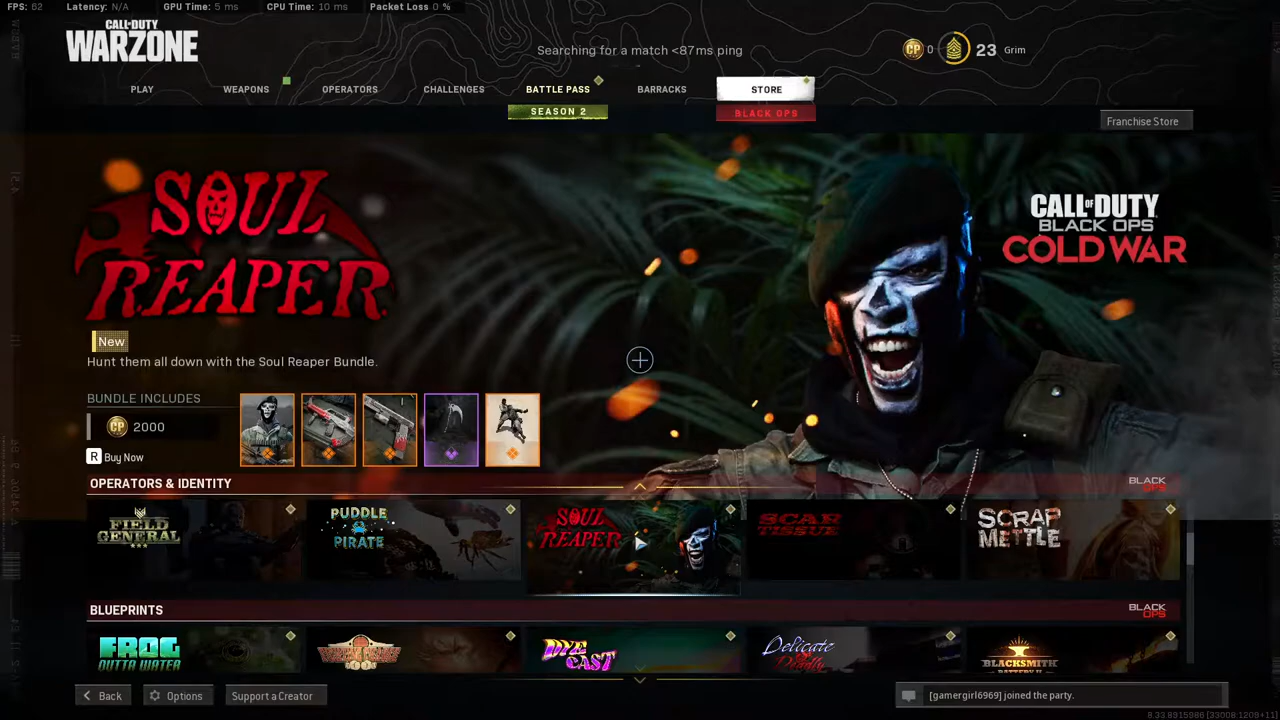 FPS: 62 Latency: N/A GPU Time: 5 ms CPU Time: 10 ms Packet Loss 0 %
CALL OF DUTY
WARZONE
Searching for a match <87ms ping
CP 0 23 Grim
PLAY WEAPONS OPERATORS CHALLENGES BATTLE PASS BARRACKS STORE
SEASON 2 BLACK OPS
Franchise Store
SOUL
REAPER
CALL OF DUTY
BLACK OPS
COLD WAR
New
Hunt them all down with the Soul Reaper Bundle.
BUNDLE INCLUDES
CP 2000
R Buy Now
OPERATORS & IDENTITY BLACK OPS
FIELD GENERAL
PUDDLE PIRATE
SOUL REAPER
SCAR TISSUE
SCRAP METTLE
BLUEPRINTS BLACK OPS
FROG OUTTA WATER
DYE CAST
Delicate Deadly
BLACKSMITH
Back Options Support a Creator
[gamergirl6969] joined the party.